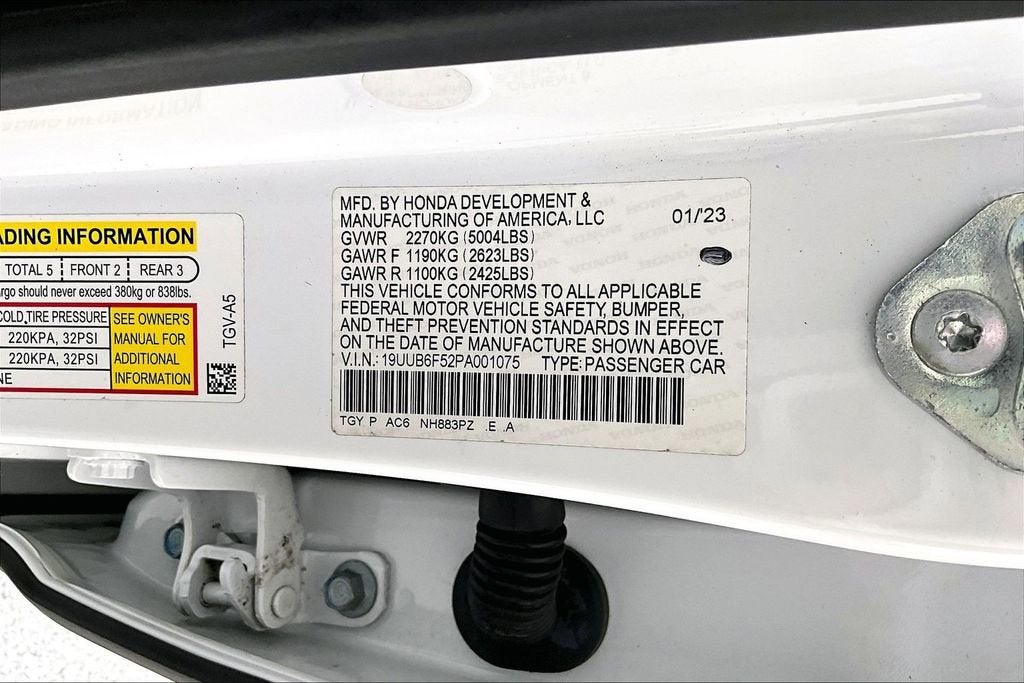 ADING INFORMATION
TOTAL 5 FRONT 2 REAR 3
argo should never exceed 380kg or 838lbs.
COLD TIRE PRESSURE
220KPA, 32PSI
220KPA, 32PSI
NE
SEE OWNER'S
MANUAL FOR
ADDITIONAL
INFORMATION
TGV-A5
MFD. BY HONDA DEVELOPMENT &
MANUFACTURING OF AMERICA, LLC 01/'23
GVWR 2270KG (5004LBS)
GAWR F 1190KG (2623LBS)
GAWR R 1100KG (2425LBS)
THIS VEHICLE CONFORMS TO ALL APPLICABLE
FEDERAL MOTOR VEHICLE SAFETY, BUMPER,
AND THEFT PREVENTION STANDARDS IN EFFECT
ON THE DATE OF MANUFACTURE SHOWN ABOVE.
V.I.N.: 19UUB6F52PA001075 TYPE: PASSENGER CAR
TGY P AC6 NH883PZ .E .A